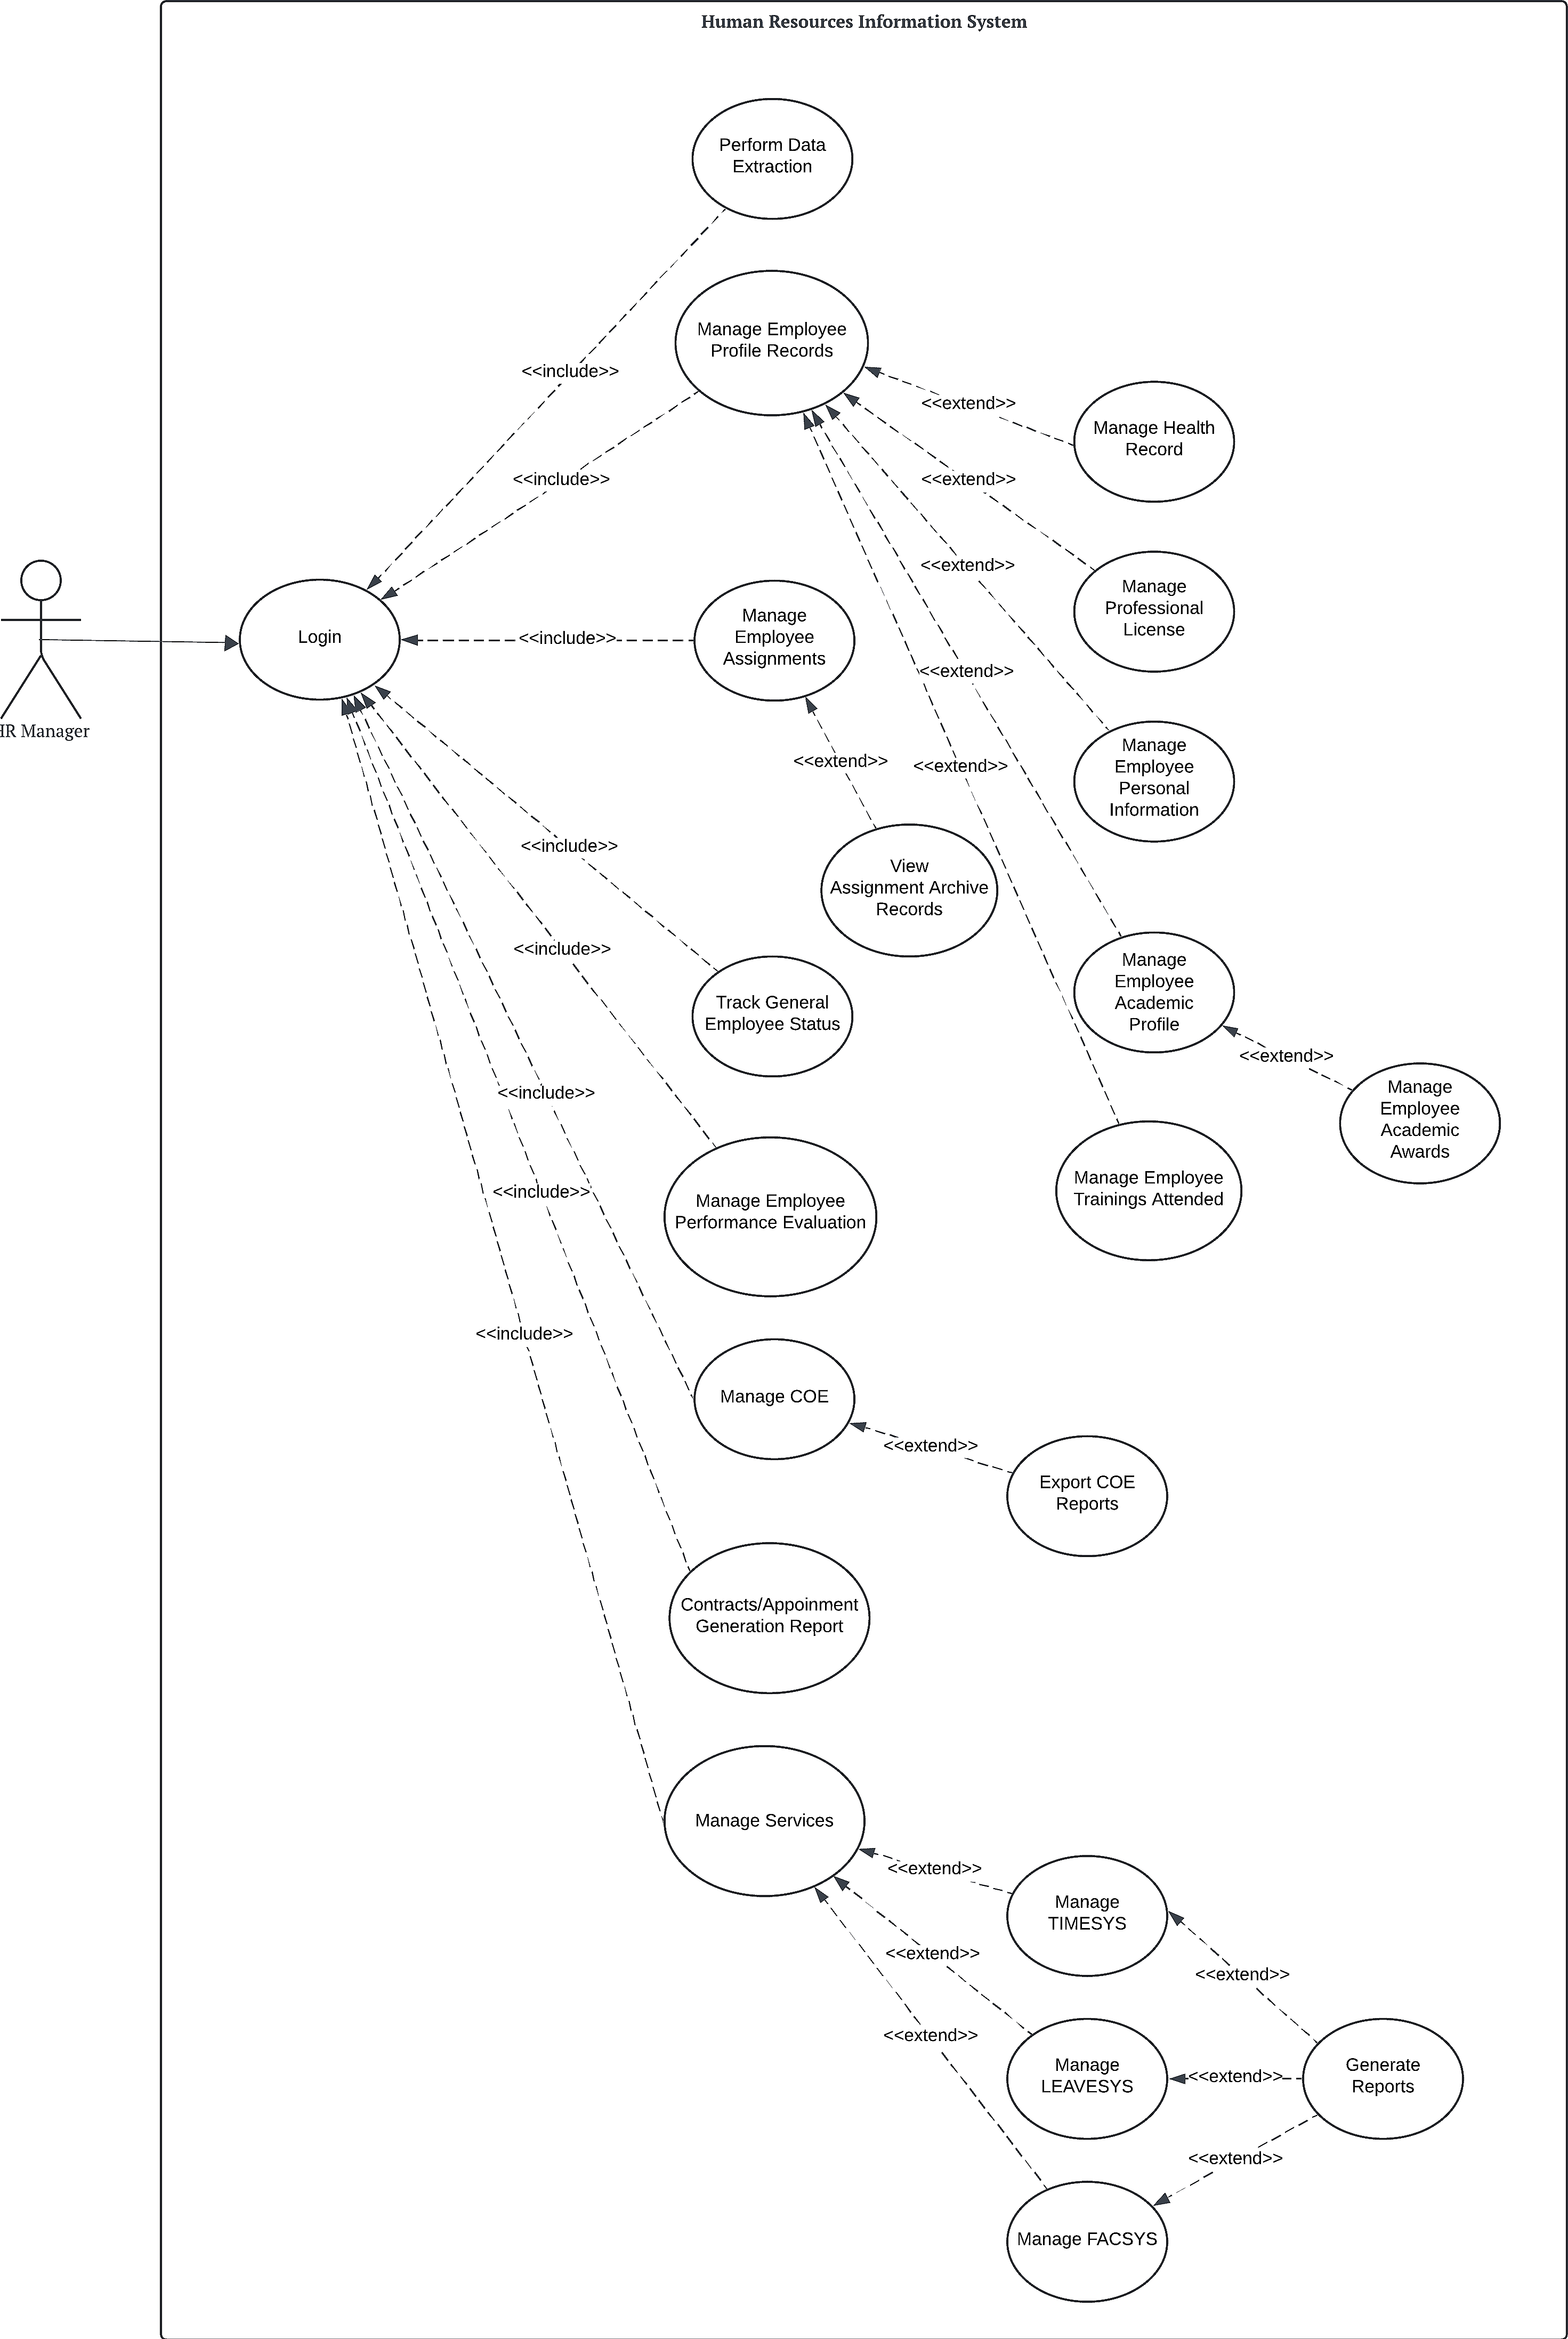 Human Resources Information System
Perform Data
Extraction
Manage Employee
Profile Records
<<include>>
<<extend>>
Manage Health
Record
<<include>>
<<extend>>
Manage
Professional
License
<<extend>>
Login
<<include>>
Manage
Employee
Assignments
<<extend>>
HR Manager
<<extend>>
<<extend>>
Manage
Employee
Personal
Information
<<include>>
View
Assignment Archive
Records
<<include>>
Track General
Employee Status
Manage
Employee
Academic
Profile
<<extend>>
<<include>>
Manage
Employee
Academic
Awards
<<include>>
Manage Employee
Performance Evaluation
Manage Employee
Trainings Attended
<<include>>
Manage COE
<<extend>>
Export COE
Reports
Contracts/Appoinment
Generation Report
Manage Services
<<extend>>
Manage
TIMESYS
<<extend>>
<<extend>>
<<extend>>
Manage
LEAVESYS
<<extend>>
Generate
Reports
<<extend>>
Manage FACSYS